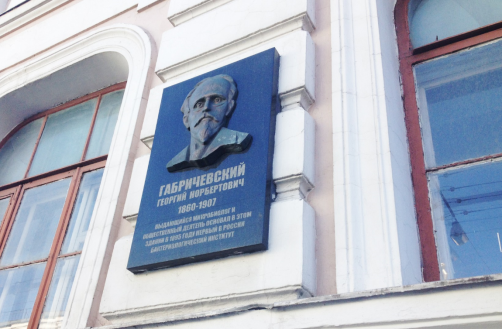 ГАБРИЧЕВСКИЙ
ГЕОРГИЙ НОРБЕРТОВИЧ
1860-1907
ВЫДАЮЩИЙСЯ МИКРОБИОЛОГ И
ОБЩЕСТВЕННЫЙ ДЕЯТЕЛЬ ОСНОВАЛ В ЭТОМ
ЗДАНИИ В 1895 ГОДУ ПЕРВЫЙ В РОССИИ
БАКТЕРИОЛОГИЧЕСКИЙ ИНСТИТУТ